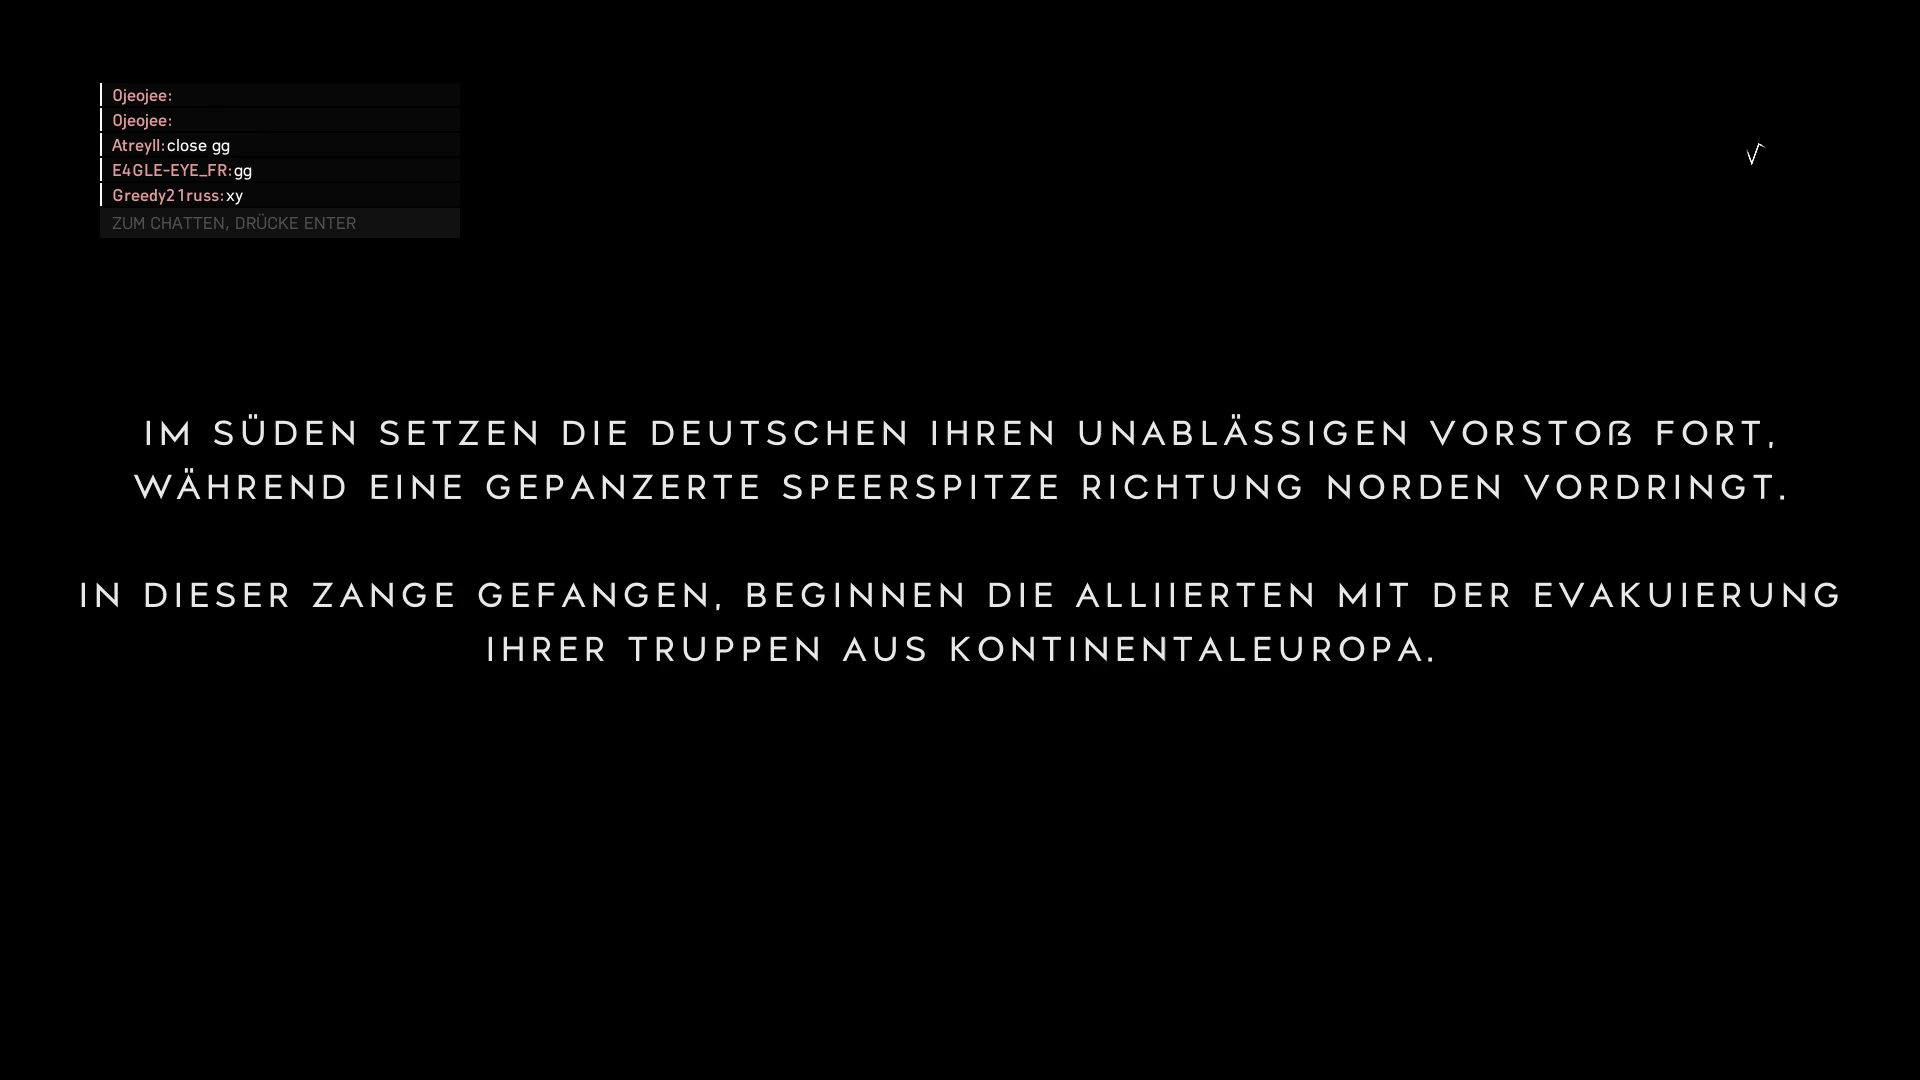 Ojeojee:
Ojeojee:
Atreyll: close gg
E4GLE-EYE_FR: gg
Greedy21russ: xy
ZUM CHATTEN, DRÜCKE ENTER
IM SÜDEN SETZEN DIE DEUTSCHEN IHREN UNABLÄSSIGEN VORSTOß FORT,
WÄHREND EINE GEPANZERTE SPEERSPITZE RICHTUNG NORDEN VORDRINGT.
IN DIESER ZANGE GEFANGEN, BEGINNEN DIE ALLIIERTEN MIT DER EVAKUIERUNG
IHRER TRUPPEN AUS KONTINENTALEUROPA.